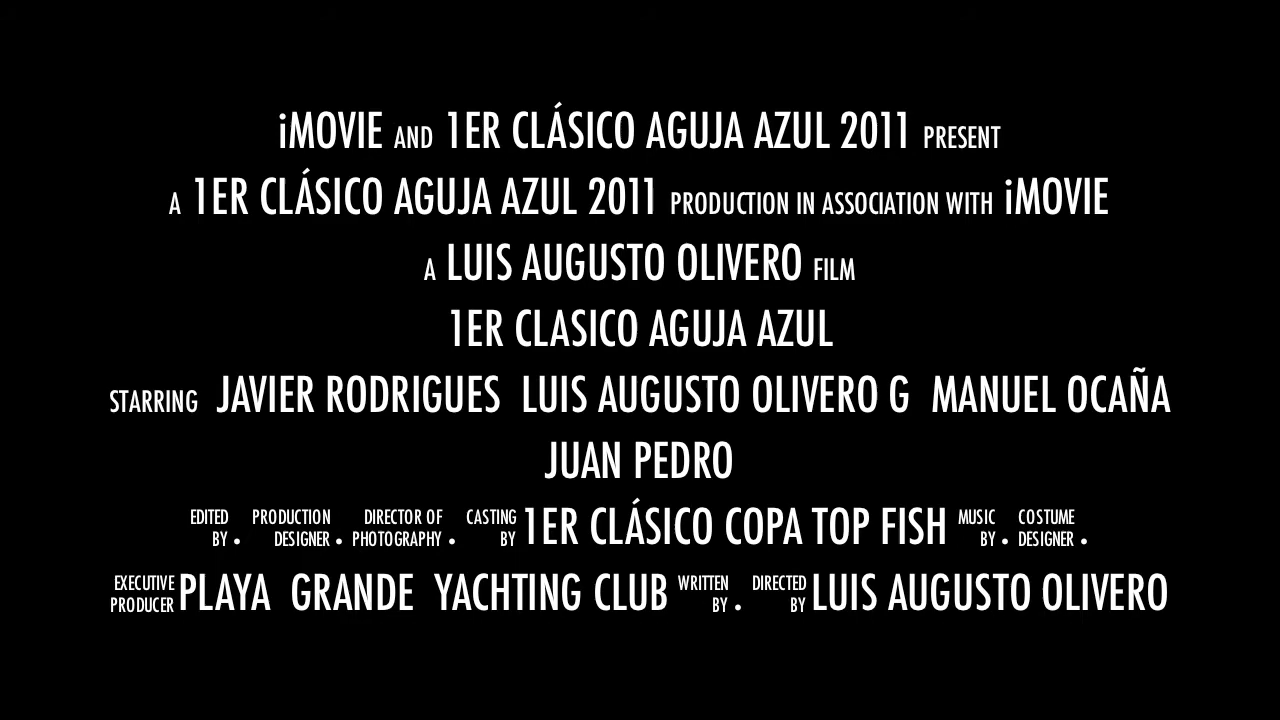 iMOVIE AND 1ER CLÁSICO AGUJA AZUL 2011 PRESENT
A 1ER CLÁSICO AGUJA AZUL 2011 PRODUCTION IN ASSOCIATION WITH iMOVIE
A LUIS AUGUSTO OLIVERO FILM
1ER CLASICO AGUJA AZUL
STARRING JAVIER RODRIGUES LUIS AUGUSTO OLIVERO G MANUEL OCAÑA
JUAN PEDRO
EDITED BY . PRODUCTION DESIGNER . DIRECTOR OF PHOTOGRAPHY . CASTING BY 1ER CLÁSICO COPA TOP FISH MUSIC BY . COSTUME DESIGNER .
EXECUTIVE PRODUCER PLAYA GRANDE YACHTING CLUB WRITTEN BY . DIRECTED BY LUIS AUGUSTO OLIVERO